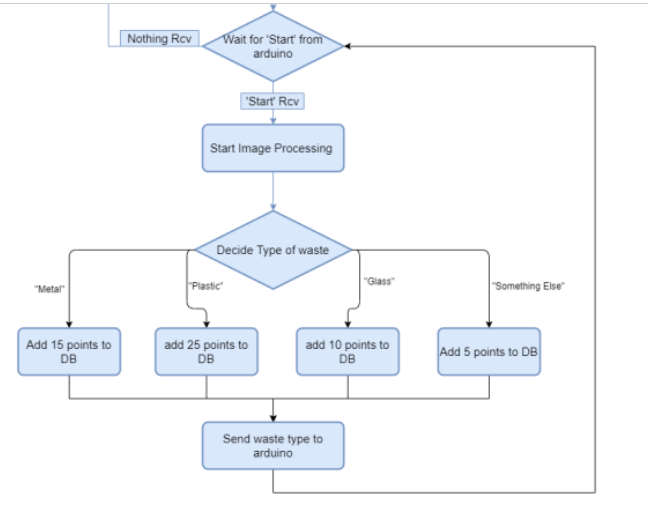 Nothing Rcv
Wait for 'Start' from
arduino
'Start' Rcv
Start Image Processing
Decide Type of waste
"Metal"
"Plastic"
"Glass"
"Something Else"
Add 15 points to
DB
add 25 points to
DB
add 10 points to
DB
Add 5 points to DB
Send waste type to
arduino